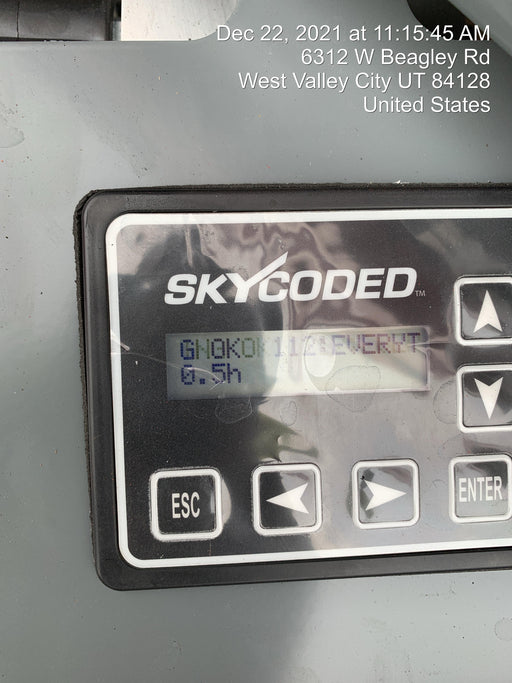 Dec 22, 2021 at 11:15:45 AM
6312 W Beagley Rd
West Valley City UT 84128
United States
SKYCODED™
0.5h
ESC
ENTER